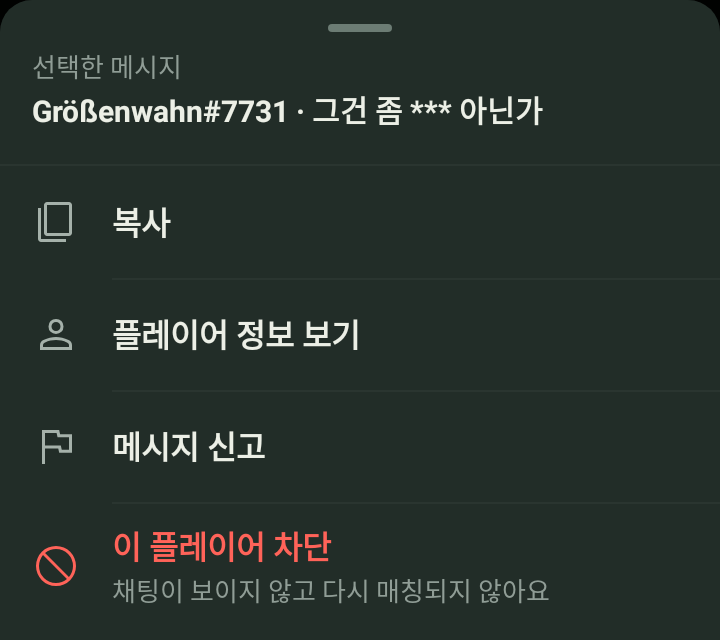 선택한 메시지
Größenwahn#7731 · 그건 좀 *** 아닌가
복사
플레이어 정보 보기
메시지 신고
이 플레이어 차단
채팅이 보이지 않고 다시 매칭되지 않아요